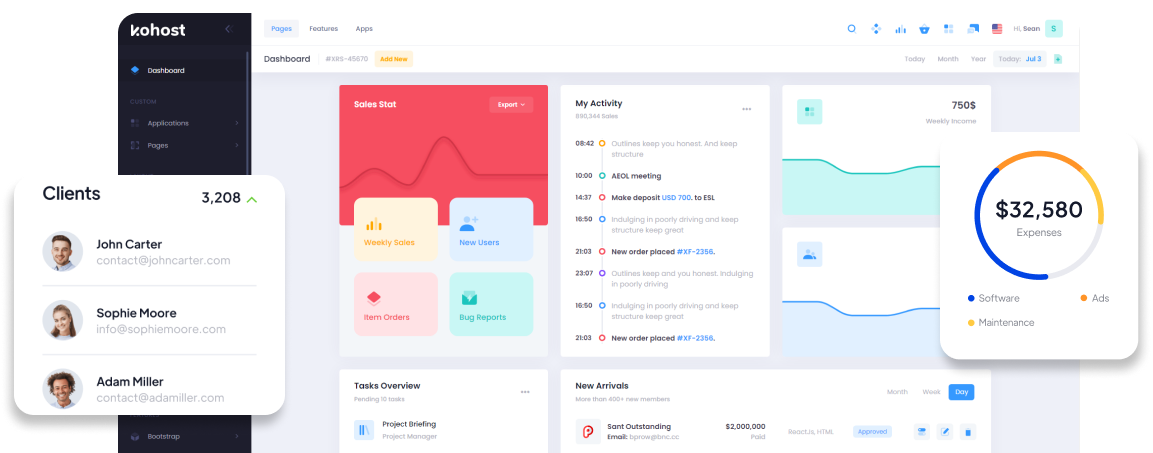 kohost
Pages Features Apps
Hi, Sean S
Dashboard #XRS-45670 Add New
Today Month Year Today: Jul 3
Dashboard
CUSTOM
Applications
Pages
Bootstrap
Clients 3,208
John Carter
contact@johncarter.com
Sophie Moore
info@sophiemoore.com
Adam Miller
contact@adamiller.com
Sales Stat Export
Weekly Sales
New Users
Item Orders
Bug Reports
My Activity
890,344 Sales
08:42 Outlines keep you honest. And keep
structure
10:00 AEOL meeting
14:37 Make deposit USD 700. to ESL
16:50 Indulging in poorly driving and keep
structure keep great
21:03 New order placed #XF-2356.
23:07 Outlines keep and you honest. Indulging
in poorly driving
16:50 Indulging in poorly driving and keep
structure keep great
21:03 New order placed #XF-2356.
750$
Weekly Income
$32,580
Expenses
Software Ads
Maintenance
Tasks Overview
Pending 10 tasks
Project Briefing
Project Manager
New Arrivals
More than 400+ new members
Month Week Day
Sant Outstanding
Email: bprow@bnc.cc
$2,000,000
Paid
ReactJs, HTML
Approved